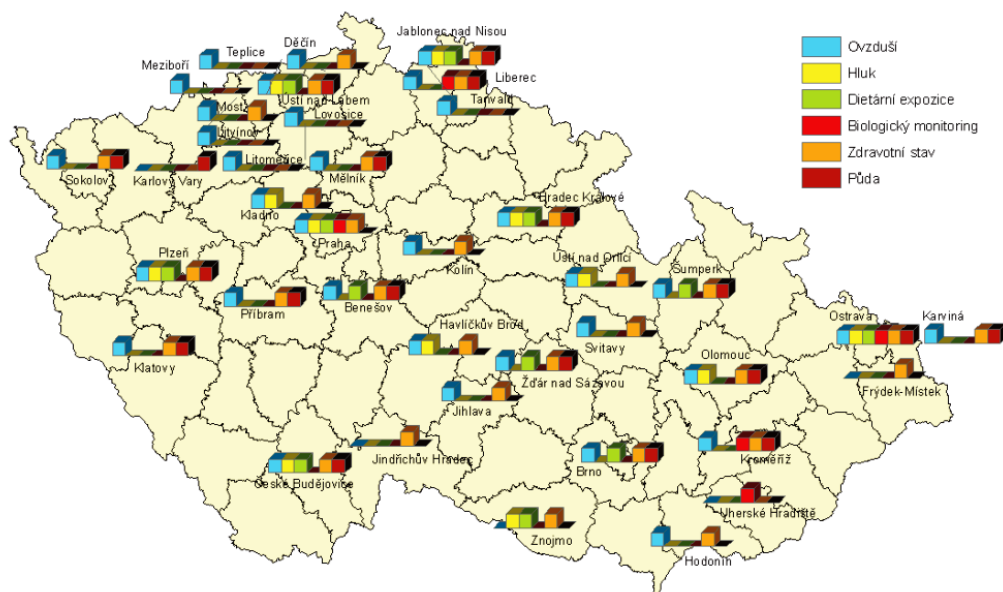 Jablonec nad Nisou
Děčín
Teplice
Meziboří
Liberec
Ústí nad Labem
Tanvald
Most
Lovosice
Litvínov
Litoměřice
Sokolov
Karlovy Vary
Mělník
Hradec Králové
Kladno
Praha
Plzeň
Kolín
Ústí nad Orlicí
Šumperk
Příbram
Benešov
Havlíčkův Brod
Svitavy
Ostrava
Karviná
Klatovy
Olomouc
Frýdek-Místek
Žďár nad Sázavou
Jihlava
Jindřichův Hradec
Brno
Kroměříž
České Budějovice
Uherské Hradiště
Znojmo
Hodonín
Ovzduší
Hluk
Dietární expozice
Biologický monitoring
Zdravotní stav
Půda